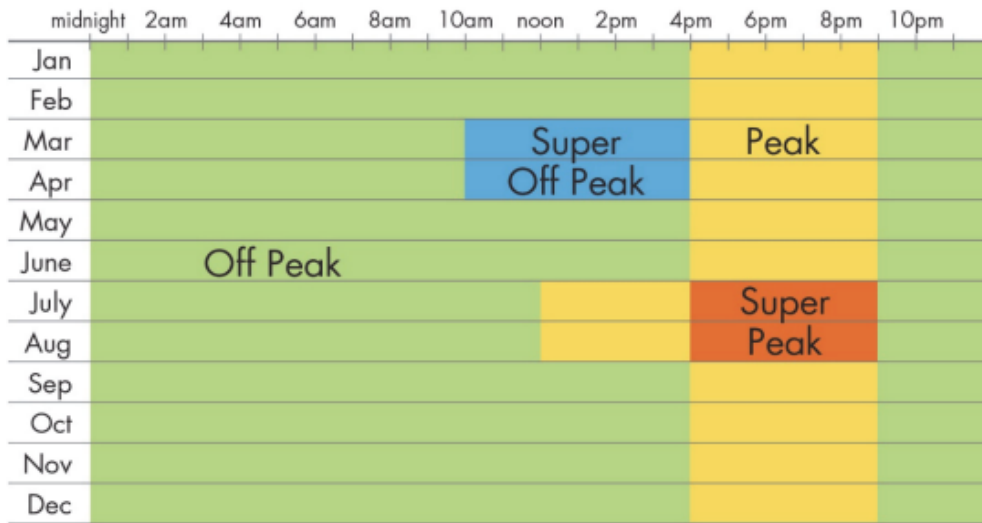 midnight 2am 4am 6am 8am 10am noon 2pm 4pm 6pm 8pm 10pm
Jan
Feb
Mar Super Peak
Apr Off Peak
May
June Off Peak
July Super
Aug Peak
Sep
Oct
Nov
Dec